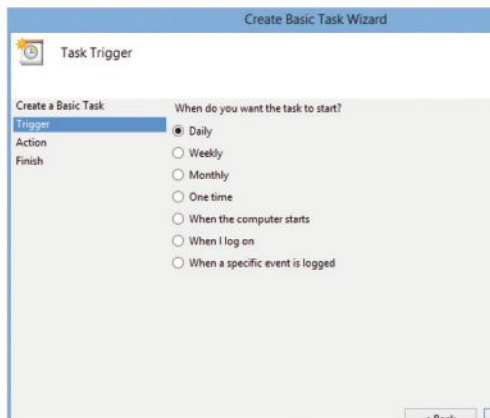 Create Basic Task Wizard
Task Trigger
Create a Basic Task
Trigger
Action
Finish
When do you want the task to start?
Daily
Weekly
Monthly
One time
When the computer starts
When I log on
When a specific event is logged
< Back